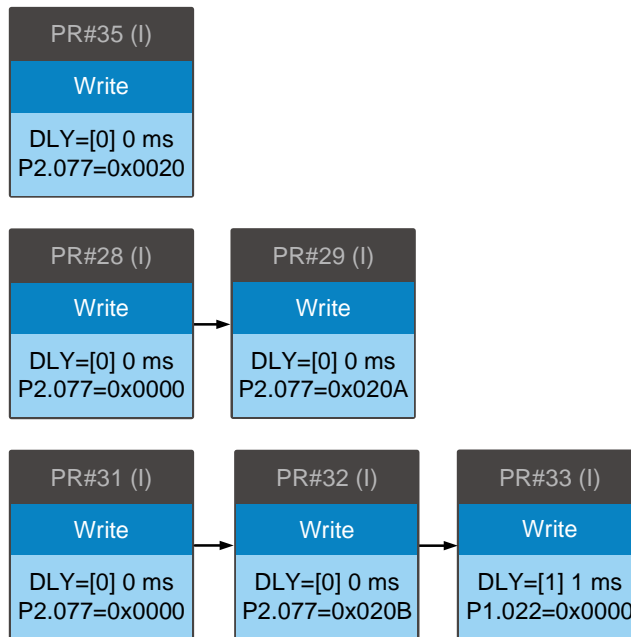 PR#35 (I)
Write
DLY=[0] 0 ms
P2.077=0x0020
PR#28 (I)
Write
DLY=[0] 0 ms
P2.077=0x0000
PR#29 (I)
Write
DLY=[0] 0 ms
P2.077=0x020A
PR#31 (I)
Write
DLY=[0] 0 ms
P2.077=0x0000
PR#32 (I)
Write
DLY=[0] 0 ms
P2.077=0x020B
PR#33 (I)
Write
DLY=[1] 1 ms
P1.022=0x0000